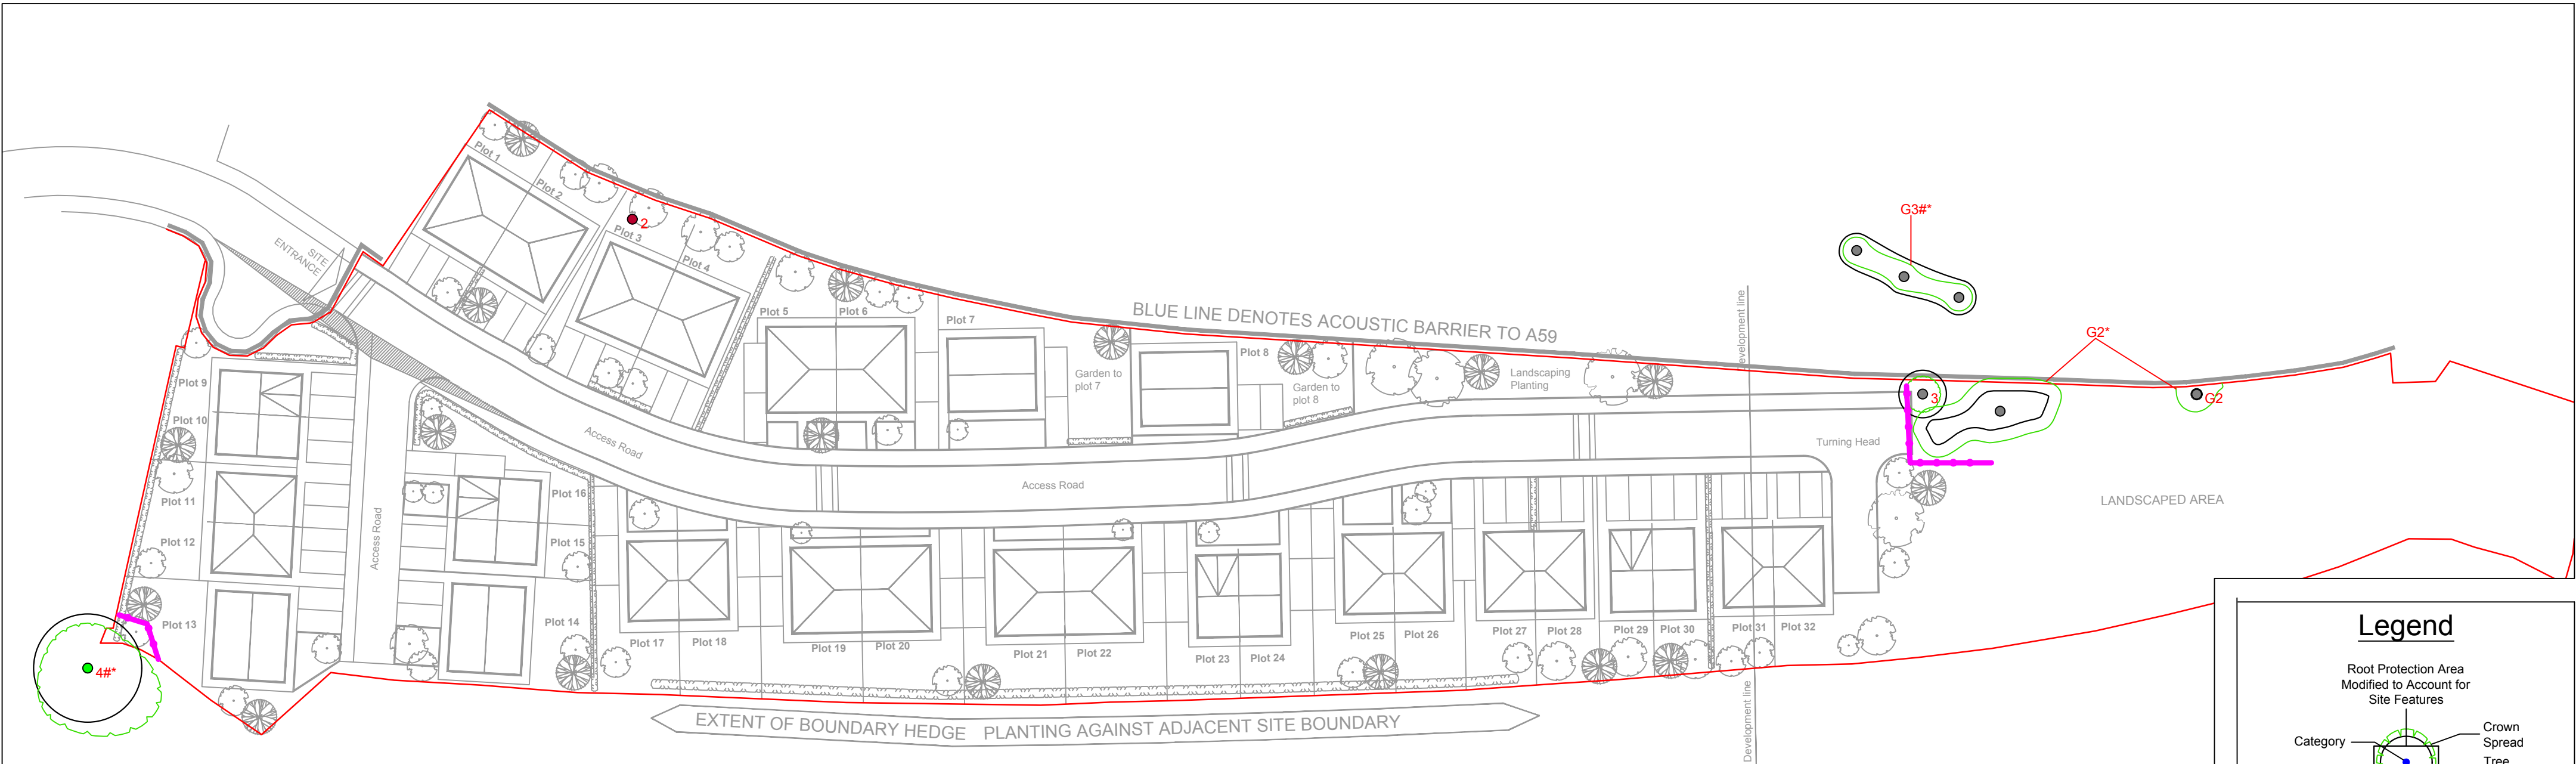 Plot 1
Plot 2
2
Plot 3
Plot 4
SITE
ENTRANCE
G3#*
Plot 5
Plot 6
Plot 7
BLUE LINE DENOTES ACOUSTIC BARRIER TO A59
Development line
G2*
Plot 8
Garden to
plot 7
Garden to
plot 8
Landscaping
Planting
3
G2
Plot 9
Plot 10
Plot 11
Plot 12
Plot 13
Access Road
Access Road
Access Road
Turning Head
LANDSCAPED AREA
Plot 16
Plot 15
Plot 14
Plot 17
Plot 18
Plot 19
Plot 20
Plot 21
Plot 22
Plot 23
Plot 24
Plot 25
Plot 26
Plot 27
Plot 28
Plot 29
Plot 30
Plot 31
Plot 32
4#*
EXTENT OF BOUNDARY HEDGE PLANTING AGAINST ADJACENT SITE BOUNDARY
Development line
Legend
Root Protection Area
Modified to Account for
Site Features
Category
Crown
Spread
Tree